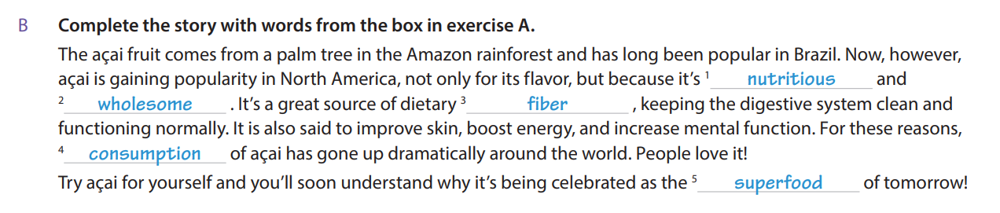 B Complete the story with words from the box in exercise A.
The açai fruit comes from a palm tree in the Amazon rainforest and has long been popular in Brazil. Now, however,
açai is gaining popularity in North America, not only for its flavor, but because it's 1 nutritious and
2 wholesome . It's a great source of dietary 3 fiber , keeping the digestive system clean and
functioning normally. It is also said to improve skin, boost energy, and increase mental function. For these reasons,
4 consumption of açai has gone up dramatically around the world. People love it!
Try açai for yourself and you'll soon understand why it's being celebrated as the 5 superfood of tomorrow!